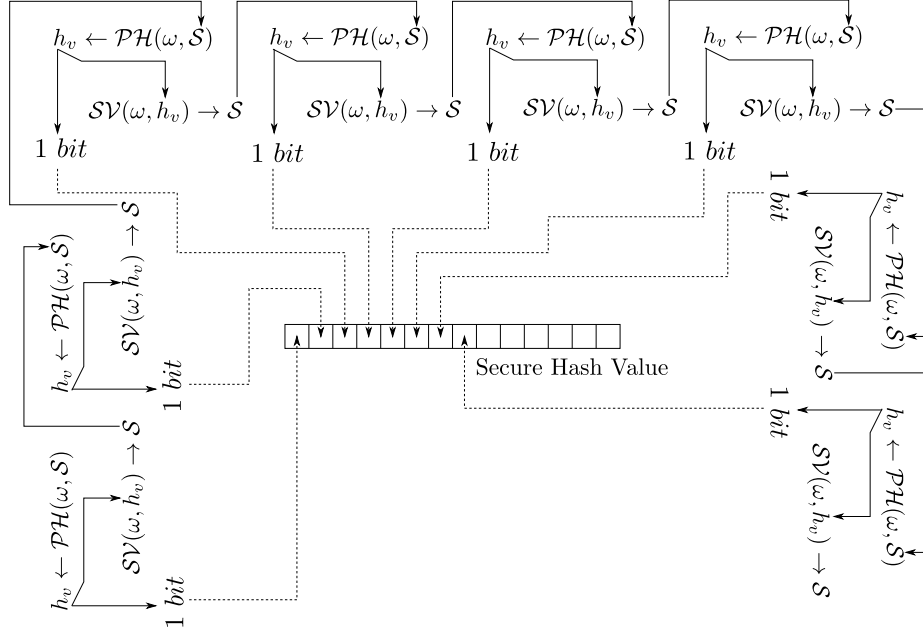 h_v ← 𝒫ℋ(ω, 𝒮)
h_v ← 𝒫ℋ(ω, 𝒮)
h_v ← 𝒫ℋ(ω, 𝒮)
h_v ← 𝒫ℋ(ω, 𝒮)
𝒮𝒱(ω, h_v) → 𝒮
𝒮𝒱(ω, h_v) → 𝒮
𝒮𝒱(ω, h_v) → 𝒮
𝒮𝒱(ω, h_v) → 𝒮
1 bit
1 bit
1 bit
1 bit
h_v ← 𝒫ℋ(ω, 𝒮)
𝒮𝒱(ω, h_v) → 𝒮
1 bit
1 bit
𝒮𝒱(ω, h_v) → 𝒮
h_v ← 𝒫ℋ(ω, 𝒮)
Secure Hash Value
h_v ← 𝒫ℋ(ω, 𝒮)
𝒮𝒱(ω, h_v) → 𝒮
1 bit
1 bit
𝒮𝒱(ω, h_v) → 𝒮
h_v ← 𝒫ℋ(ω, 𝒮)